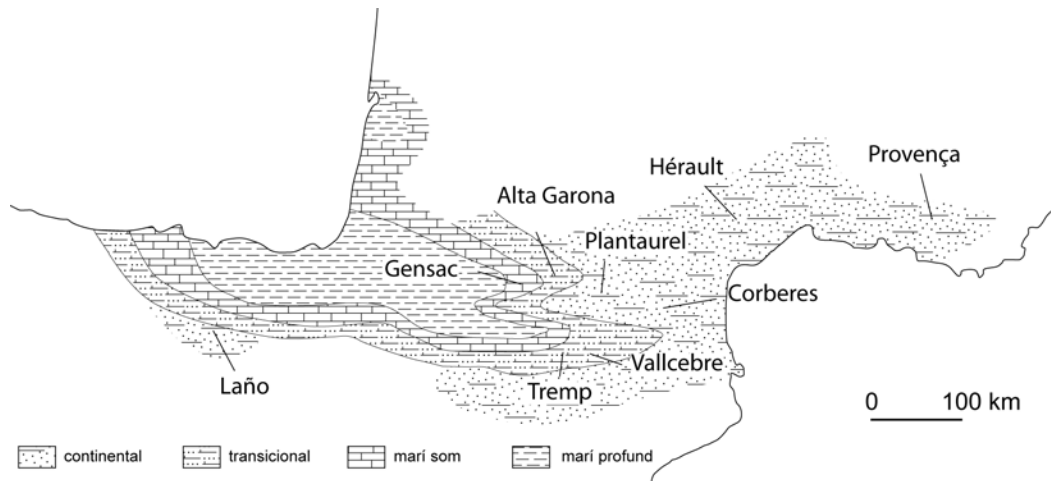 Provença
Hérault
Alta Garona
Plantaurel
Gensac
Corberes
Vallcebre
Laño
Tremp
0 100 km
continental transicional marí som marí profund